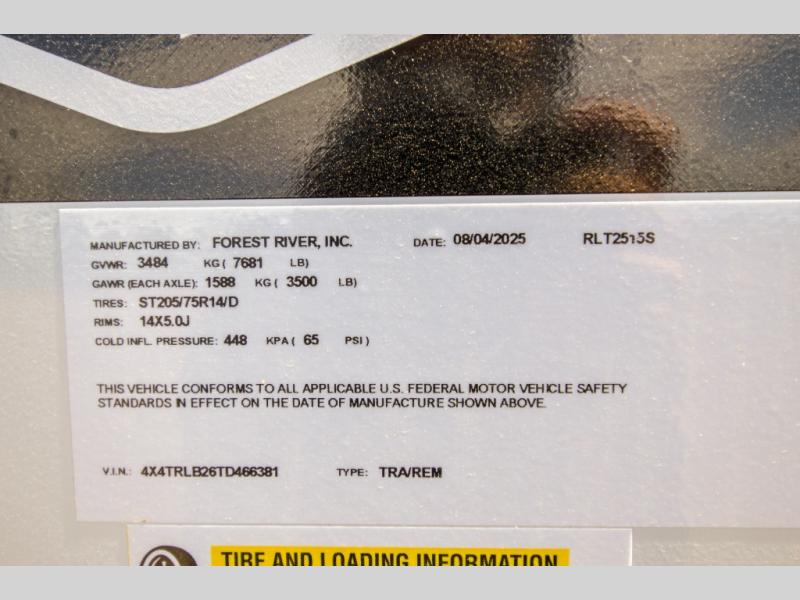 MANUFACTURED BY: FOREST RIVER, INC. DATE: 08/04/2025 RLT2515S
GVWR: 3484 KG ( 7681 LB)
GAWR (EACH AXLE): 1588 KG ( 3500 LB)
TIRES: ST205/75R14/D
RIMS: 14X5.0J
COLD INFL. PRESSURE: 448 KPA ( 65 PSI )
THIS VEHICLE CONFORMS TO ALL APPLICABLE U.S. FEDERAL MOTOR VEHICLE SAFETY
STANDARDS IN EFFECT ON THE DATE OF MANUFACTURE SHOWN ABOVE.
V.I.N.: 4X4TRLB26TD466381 TYPE: TRA/REM
TIRE AND LOADING INFORMATION